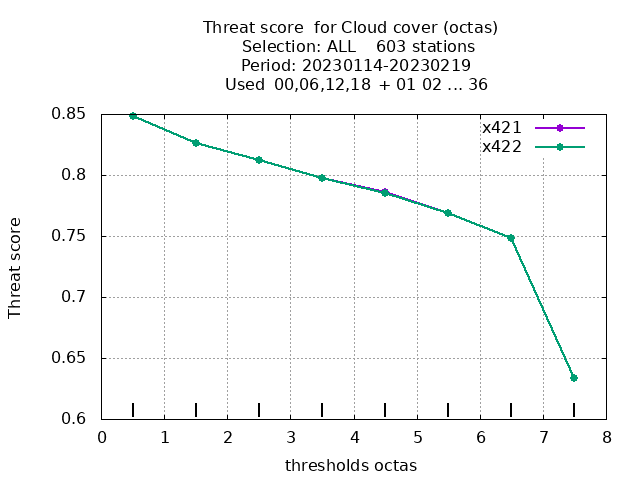 Threat score  for Cloud cover (octas)
Selection: ALL    603 stations
Period: 20230114-20230219
Used  00,06,12,18  + 01 02 ... 36
x421
x422
0.85
0.8
0.75
0.7
0.65
0.6
Threat score
0 1 2 3 4 5 6 7 8
thresholds octas